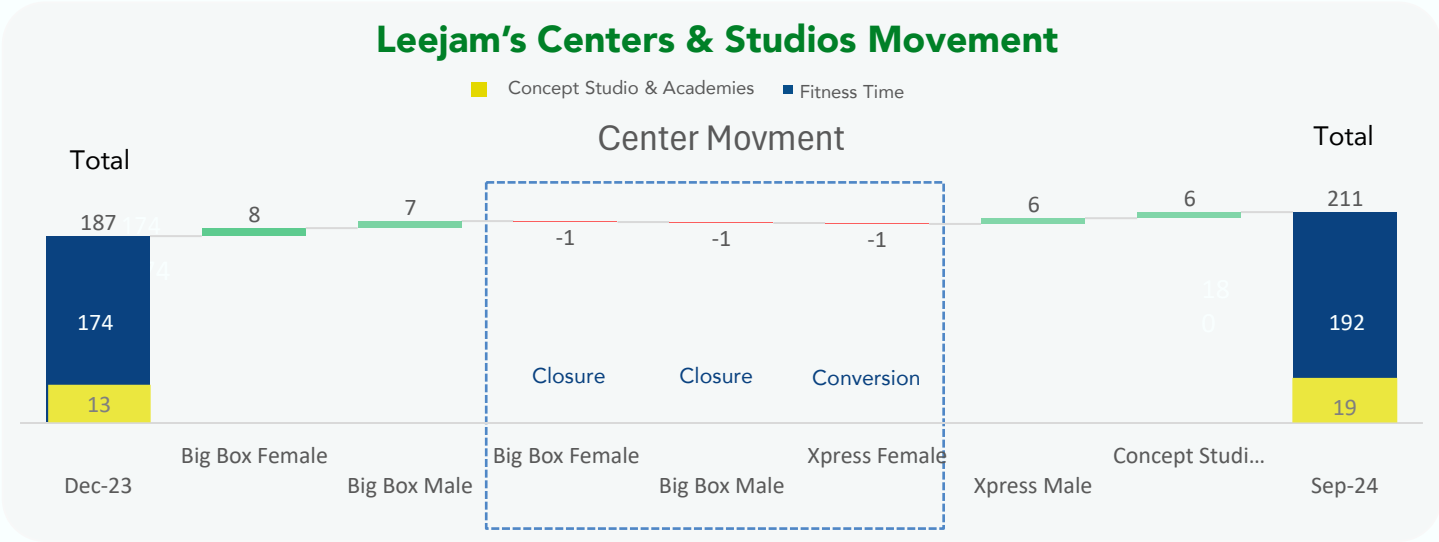 Leejam’s Centers & Studios Movement
Concept Studio & Academies Fitness Time
Center Movment
Total
Total
187
174
8
7
-1
-1
-1
6
6
211
174
13
18
0
192
19
Closure
Closure
Conversion
Big Box Female
Big Box Female
Xpress Female
Concept Studi...
Dec-23
Big Box Male
Big Box Male
Xpress Male
Sep-24